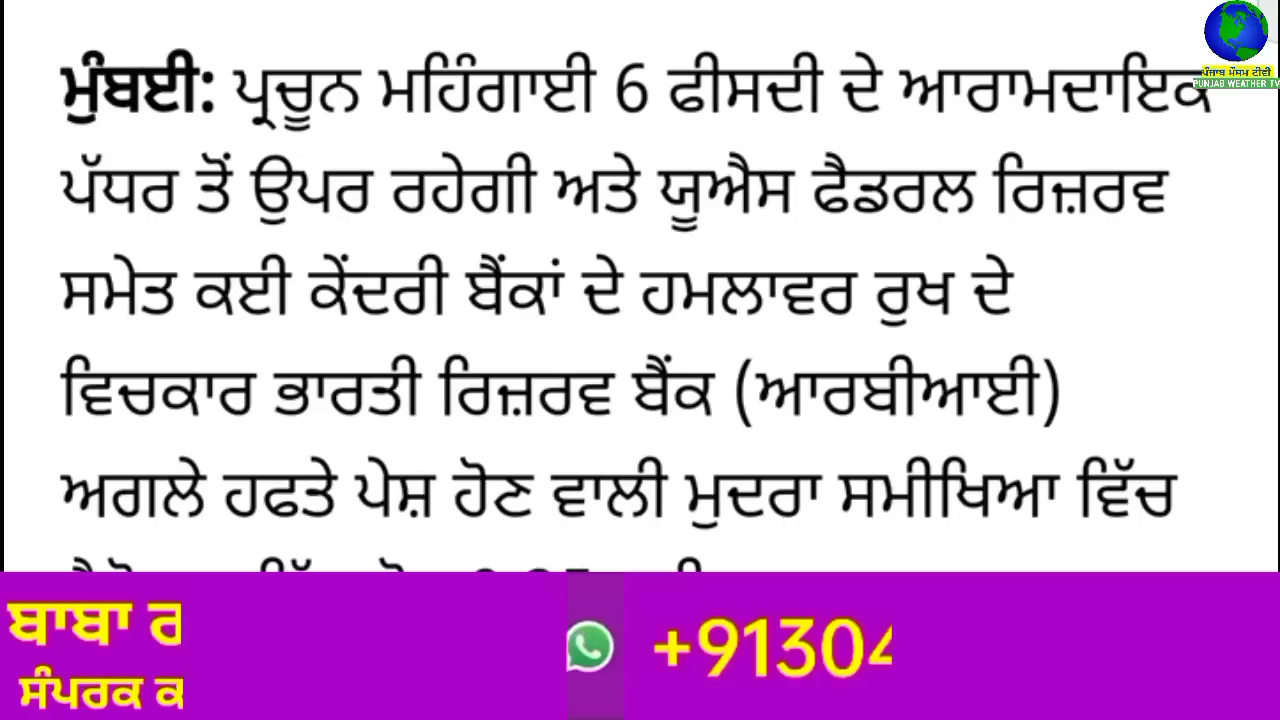 ਪੰਜਾਬ ਮੌਸਮ ਟੀਵੀ
PUNJAB WEATHER TV
ਮੁੰਬਈ: ਪ੍ਰਚੂਨ ਮਹਿੰਗਾਈ 6 ਫੀਸਦੀ ਦੇ ਆਰਾਮਦਾਇਕ
ਪੱਧਰ ਤੋਂ ਉਪਰ ਰਹੇਗੀ ਅਤੇ ਯੂਐਸ ਫੈਡਰਲ ਰਿਜ਼ਰਵ
ਸਮੇਤ ਕਈ ਕੇਂਦਰੀ ਬੈਂਕਾਂ ਦੇ ਹਮਲਾਵਰ ਰੁਖ ਦੇ
ਵਿਚਕਾਰ ਭਾਰਤੀ ਰਿਜ਼ਰਵ ਬੈਂਕ (ਆਰਬੀਆਈ)
ਅਗਲੇ ਹਫਤੇ ਪੇਸ਼ ਹੋਣ ਵਾਲੀ ਮੁਦਰਾ ਸਮੀਖਿਆ ਵਿੱਚ
ਬਾਬਾ ਰ
ਸੰਪਰਕ ਕ
+91304